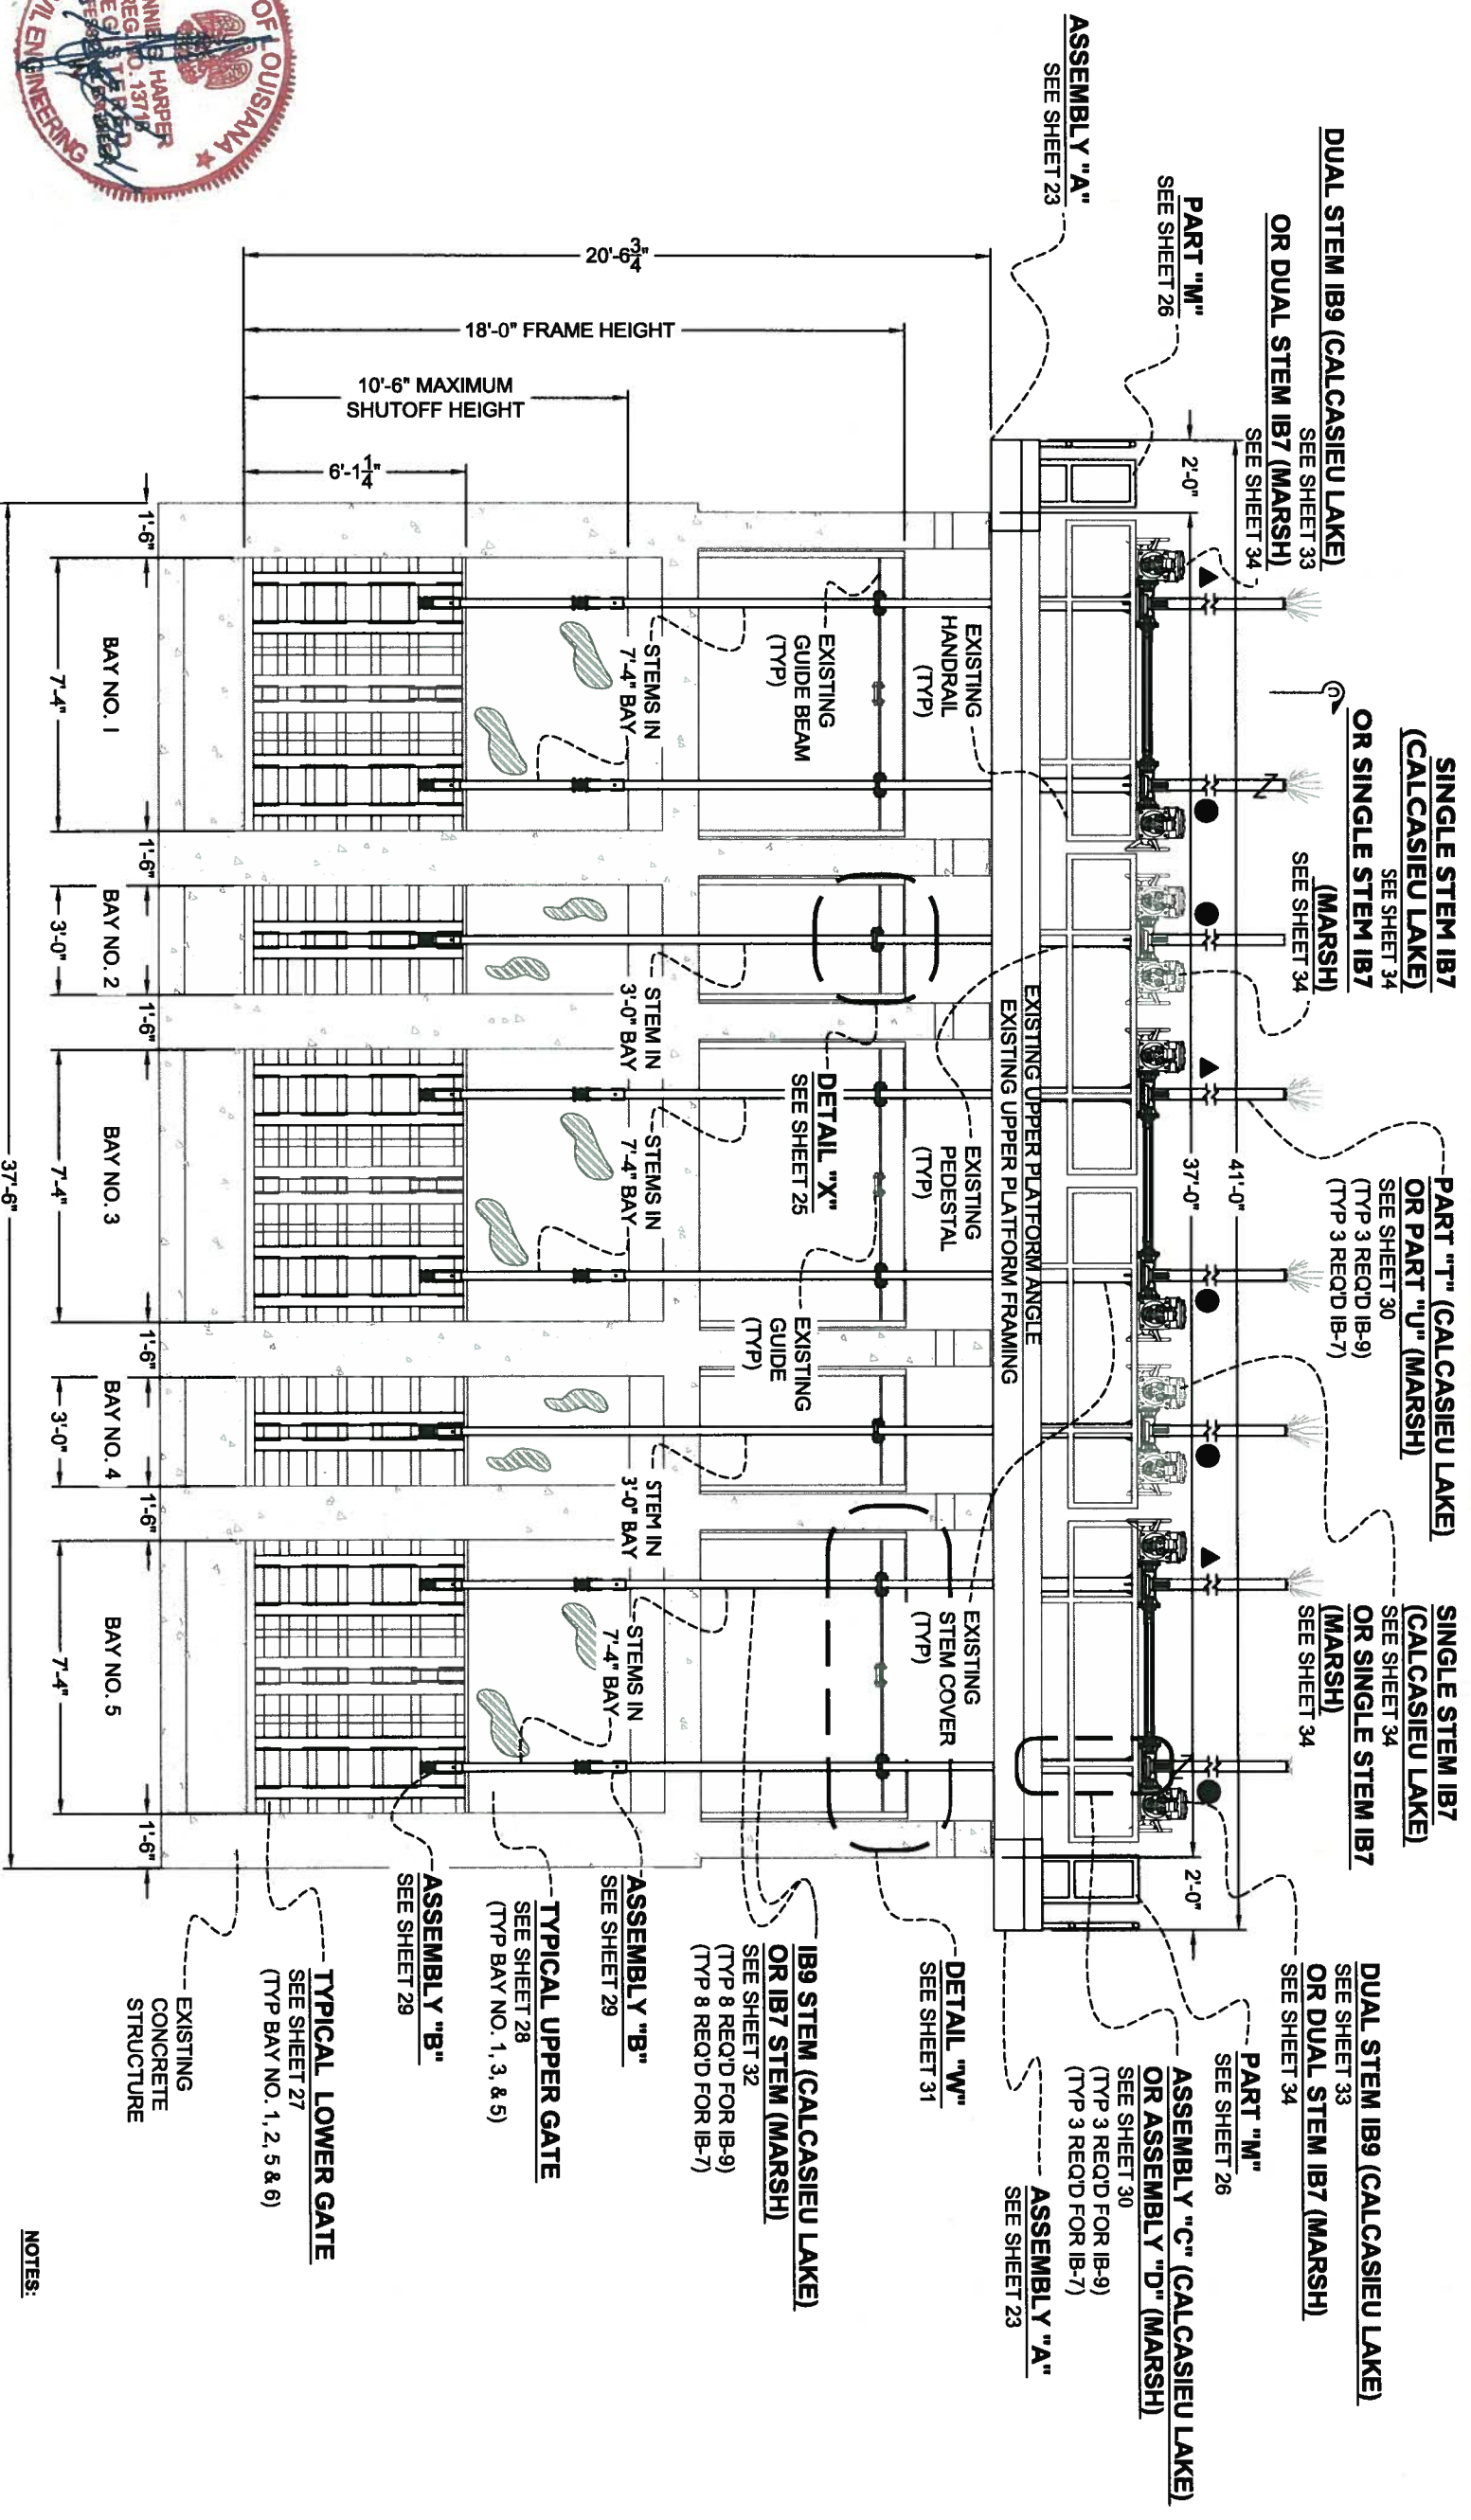 DUAL STEM IB9 (CALCASIEU LAKE)
SEE SHEET 33
OR DUAL STEM IB7 (MARSH)
SEE SHEET 34
SINGLE STEM IB7
(CALCASIEU LAKE)
SEE SHEET 34
OR SINGLE STEM IB7
(MARSH)
SEE SHEET 34
PART "T" (CALCASIEU LAKE)
OR PART "U" (MARSH)
SEE SHEET 30
(TYP 3 REQ'D IB-9)
(TYP 3 REQ'D IB-7)
SINGLE STEM IB7
(CALCASIEU LAKE)
SEE SHEET 34
OR SINGLE STEM IB7
(MARSH)
SEE SHEET 34
DUAL STEM IB9 (CALCASIEU LAKE)
SEE SHEET 33
OR DUAL STEM IB7 (MARSH)
SEE SHEET 34
PART "M"
SEE SHEET 26
ASSEMBLY "A"
SEE SHEET 23
PART "M"
SEE SHEET 26
ASSEMBLY "C" (CALCASIEU LAKE)
OR ASSEMBLY "D" (MARSH)
SEE SHEET 30
(TYP 3 REQ'D FOR IB-9)
(TYP 3 REQ'D FOR IB-7)
ASSEMBLY "A"
SEE SHEET 23
41'-0"
2'-0"
37'-0"
2'-0"
EXISTING UPPER PLATFORM ANGLE
EXISTING UPPER PLATFORM FRAMING
EXISTING
HANDRAIL
(TYP)
EXISTING
PEDESTAL
(TYP)
EXISTING
STEM COVER
(TYP)
DETAIL "W"
SEE SHEET 31
EXISTING
GUIDE BEAM
(TYP)
DETAIL "X"
SEE SHEET 25
EXISTING
GUIDE
(TYP)
IB9 STEM (CALCASIEU LAKE)
OR IB7 STEM (MARSH)
SEE SHEET 32
(TYP 8 REQ'D FOR IB-9)
(TYP 8 REQ'D FOR IB-7)
20'-6 3/4"
18'-0" FRAME HEIGHT
10'-6" MAXIMUM
SHUTOFF HEIGHT
6'-1 1/4"
STEMS IN
7'-4" BAY
STEM IN
3'-0" BAY
STEMS IN
7'-4" BAY
STEM IN
3'-0" BAY
STEMS IN
7'-4" BAY
ASSEMBLY "B"
SEE SHEET 29
TYPICAL UPPER GATE
SEE SHEET 28
(TYP BAY NO. 1, 3, & 5)
ASSEMBLY "B"
SEE SHEET 29
TYPICAL LOWER GATE
SEE SHEET 27
(TYP BAY NO. 1, 2, 5 & 6)
EXISTING
CONCRETE
STRUCTURE
1'-6"
1'-6"
1'-6"
1'-6"
1'-6"
1'-6"
BAY NO. 1
BAY NO. 2
BAY NO. 3
BAY NO. 4
BAY NO. 5
7'-4"
3'-0"
7'-4"
3'-0"
7'-4"
37'-6"
NOTES:
OF LOUISIANA
HARPER
REG. NO. 13718
REGISTERED
ENGINEERING